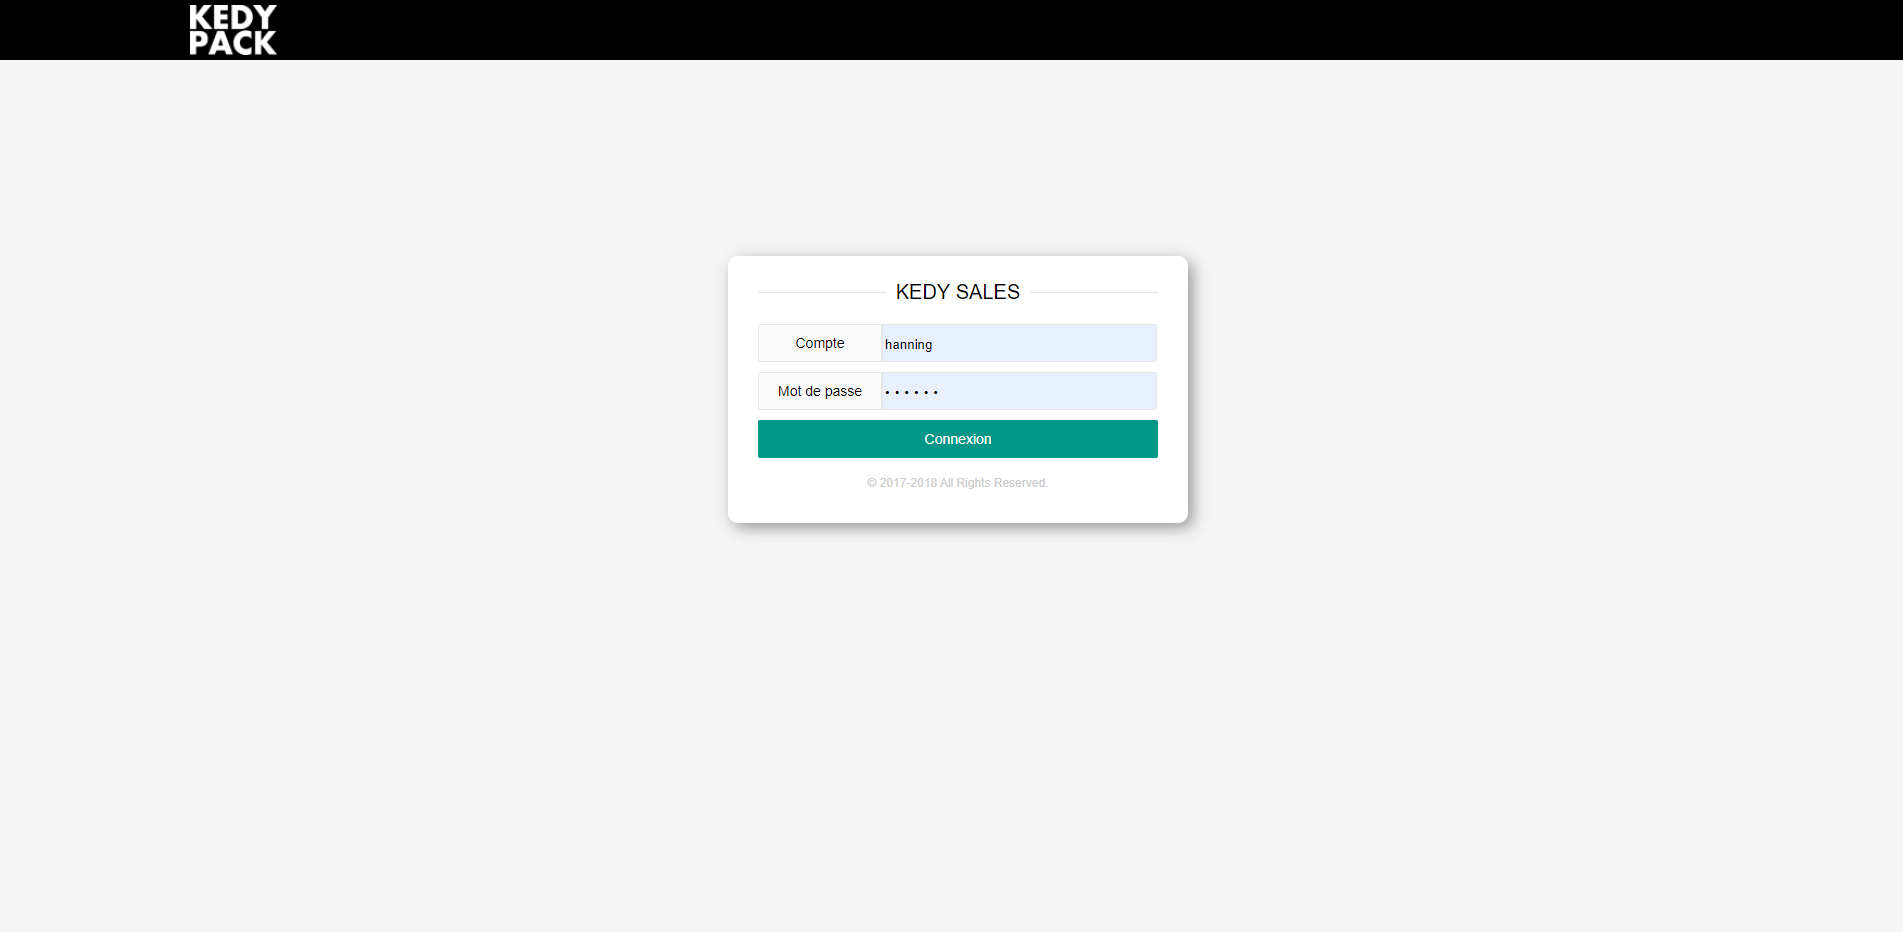 KEDY
PACK
KEDY SALES
Compte
hanning
Mot de passe
••••••
Connexion
© 2017-2018 All Rights Reserved.